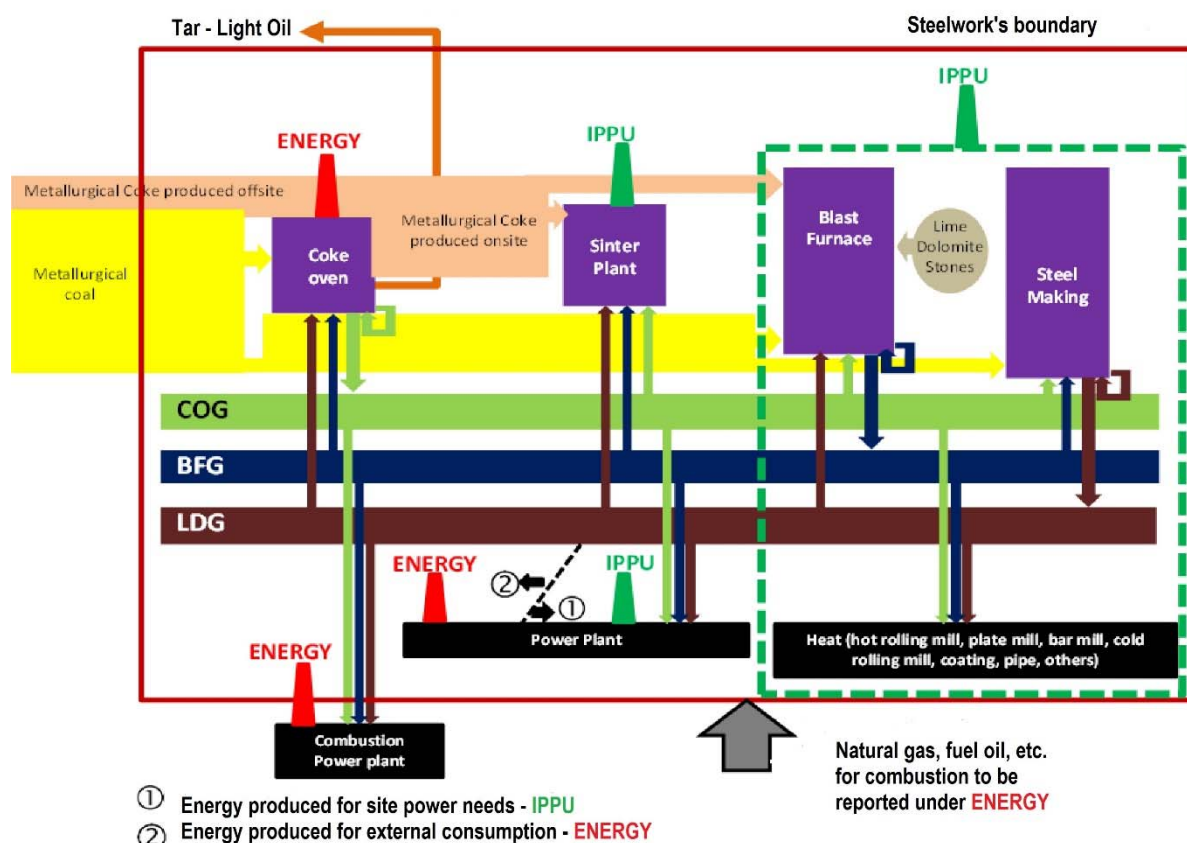 Tar - Light Oil
Steelwork's boundary
IPPU
ENERGY
IPPU
Metallurgical Coke produced offsite
Metallurgical Coke
produced onsite
Metallurgical
coal
Coke
oven
Sinter
Plant
Blast
Furnace
Lime
Dolomite
Stones
Steel
Making
COG
BFG
LDG
ENERGY
②
①
IPPU
Power Plant
Heat (hot rolling mill, plate mill, bar mill, cold
rolling mill, coating, pipe, others)
ENERGY
Combustion
Power plant
Natural gas, fuel oil, etc.
for combustion to be
reported under ENERGY
① Energy produced for site power needs - IPPU
② Energy produced for external consumption - ENERGY